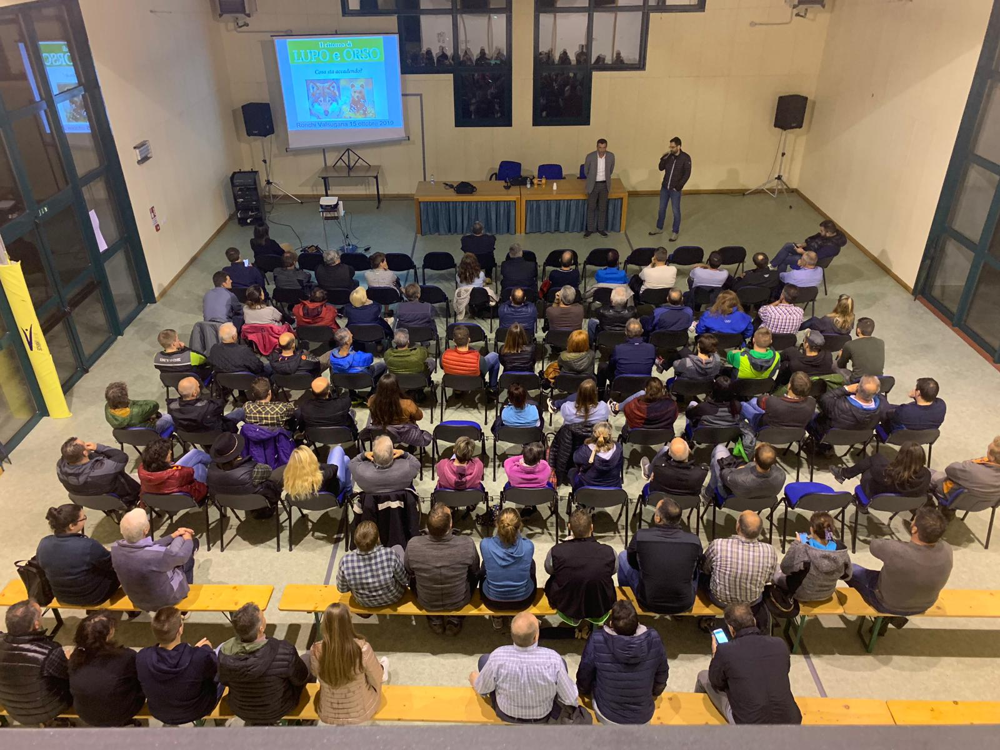 Il ritorno di
LUPO e ORSO
Cosa sta accadendo?
Ronchi Valsugana 15 ottobre 2019